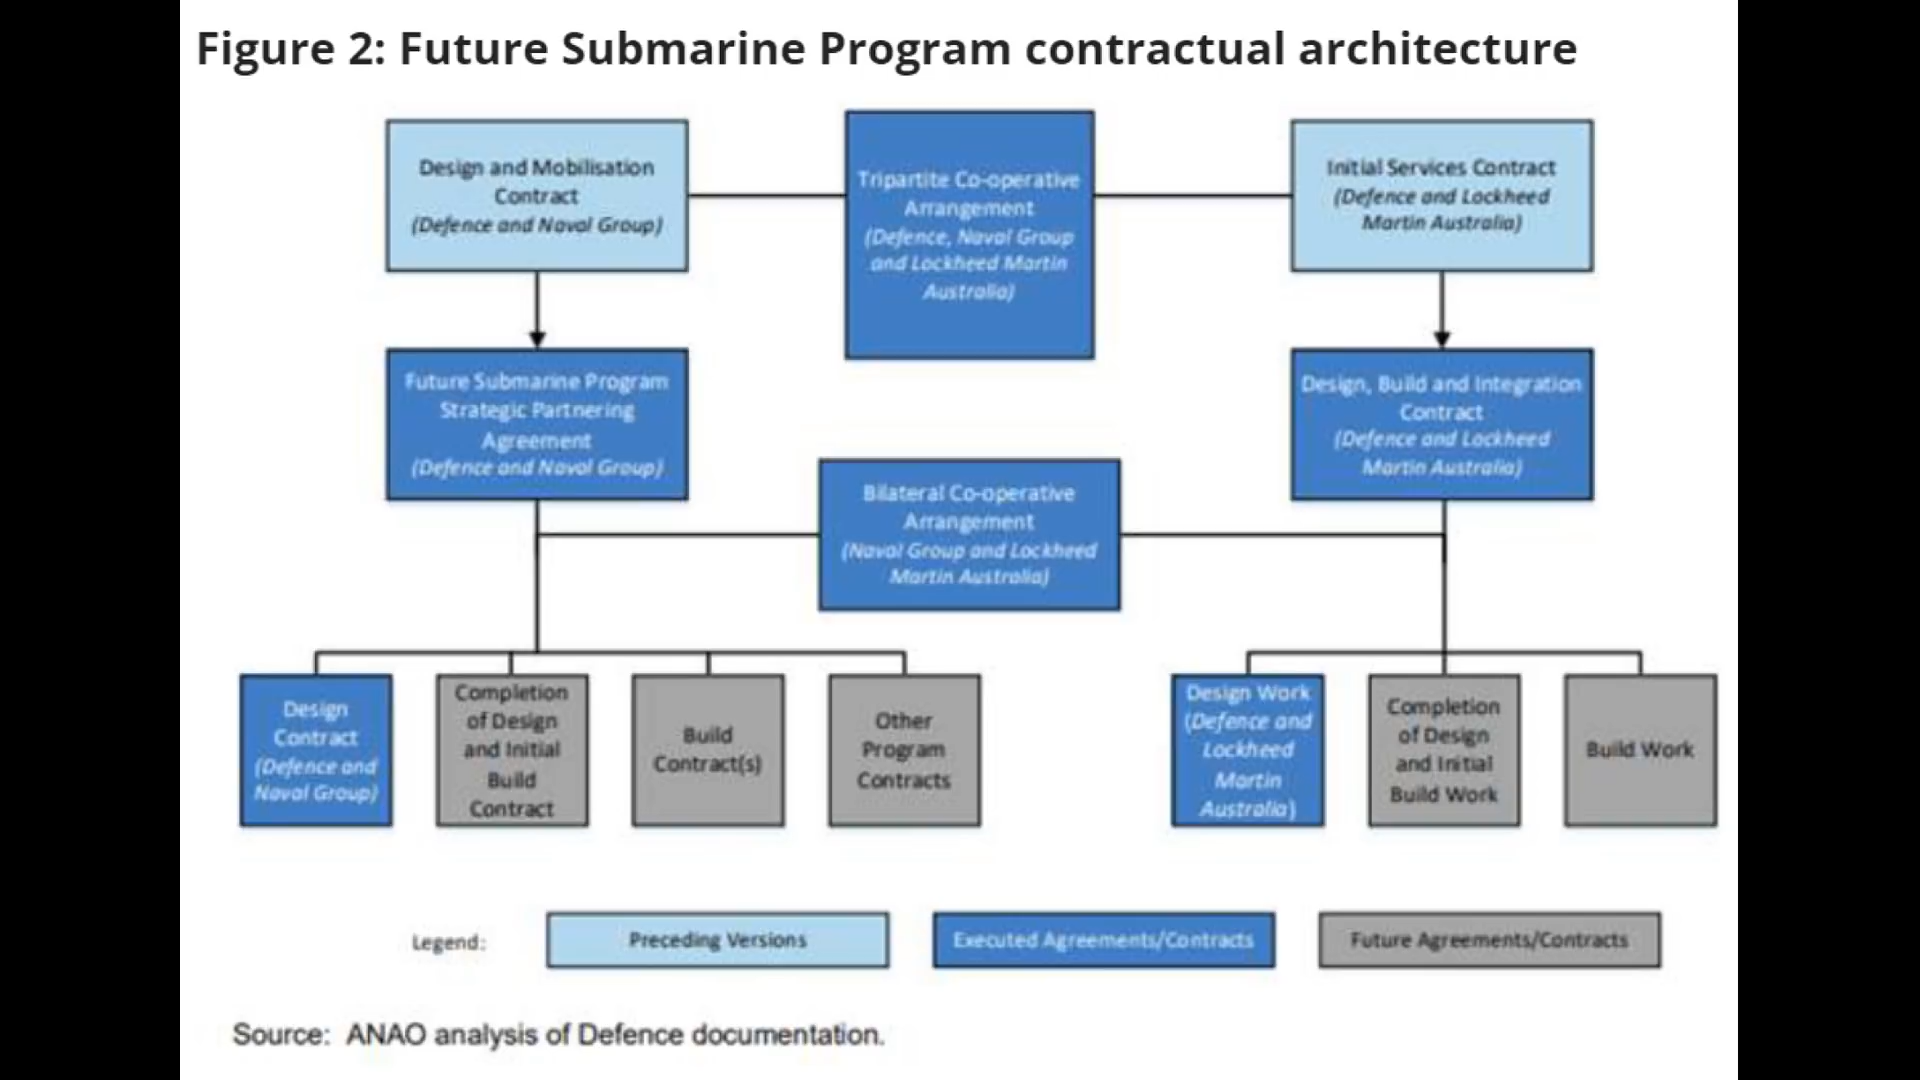 Figure 2: Future Submarine Program contractual architecture
Design and Mobilisation
Contract
(Defence and Naval Group)
Tripartite Co-operative
Arrangement
(Defence, Naval Group
and Lockheed Martin
Australia)
Initial Services Contract
(Defence and Lockheed
Martin Australia)
Future Submarine Program
Strategic Partnering
Agreement
(Defence and Naval Group)
Design, Build and Integration
Contract
(Defence and Lockheed
Martin Australia)
Bilateral Co-operative
Arrangement
(Naval Group and Lockheed
Martin Australia)
Design
Contract
(Defence and
Naval Group)
Completion
of Design
and Initial
Build
Contract
Build
Contract(s)
Other
Program
Contracts
Design Work
(Defence and
Lockheed
Martin
Australia)
Completion
of Design
and Initial
Build Work
Build Work
Legend:
Preceding Versions
Executed Agreements/Contracts
Future Agreements/Contracts
Source: ANAO analysis of Defence documentation.